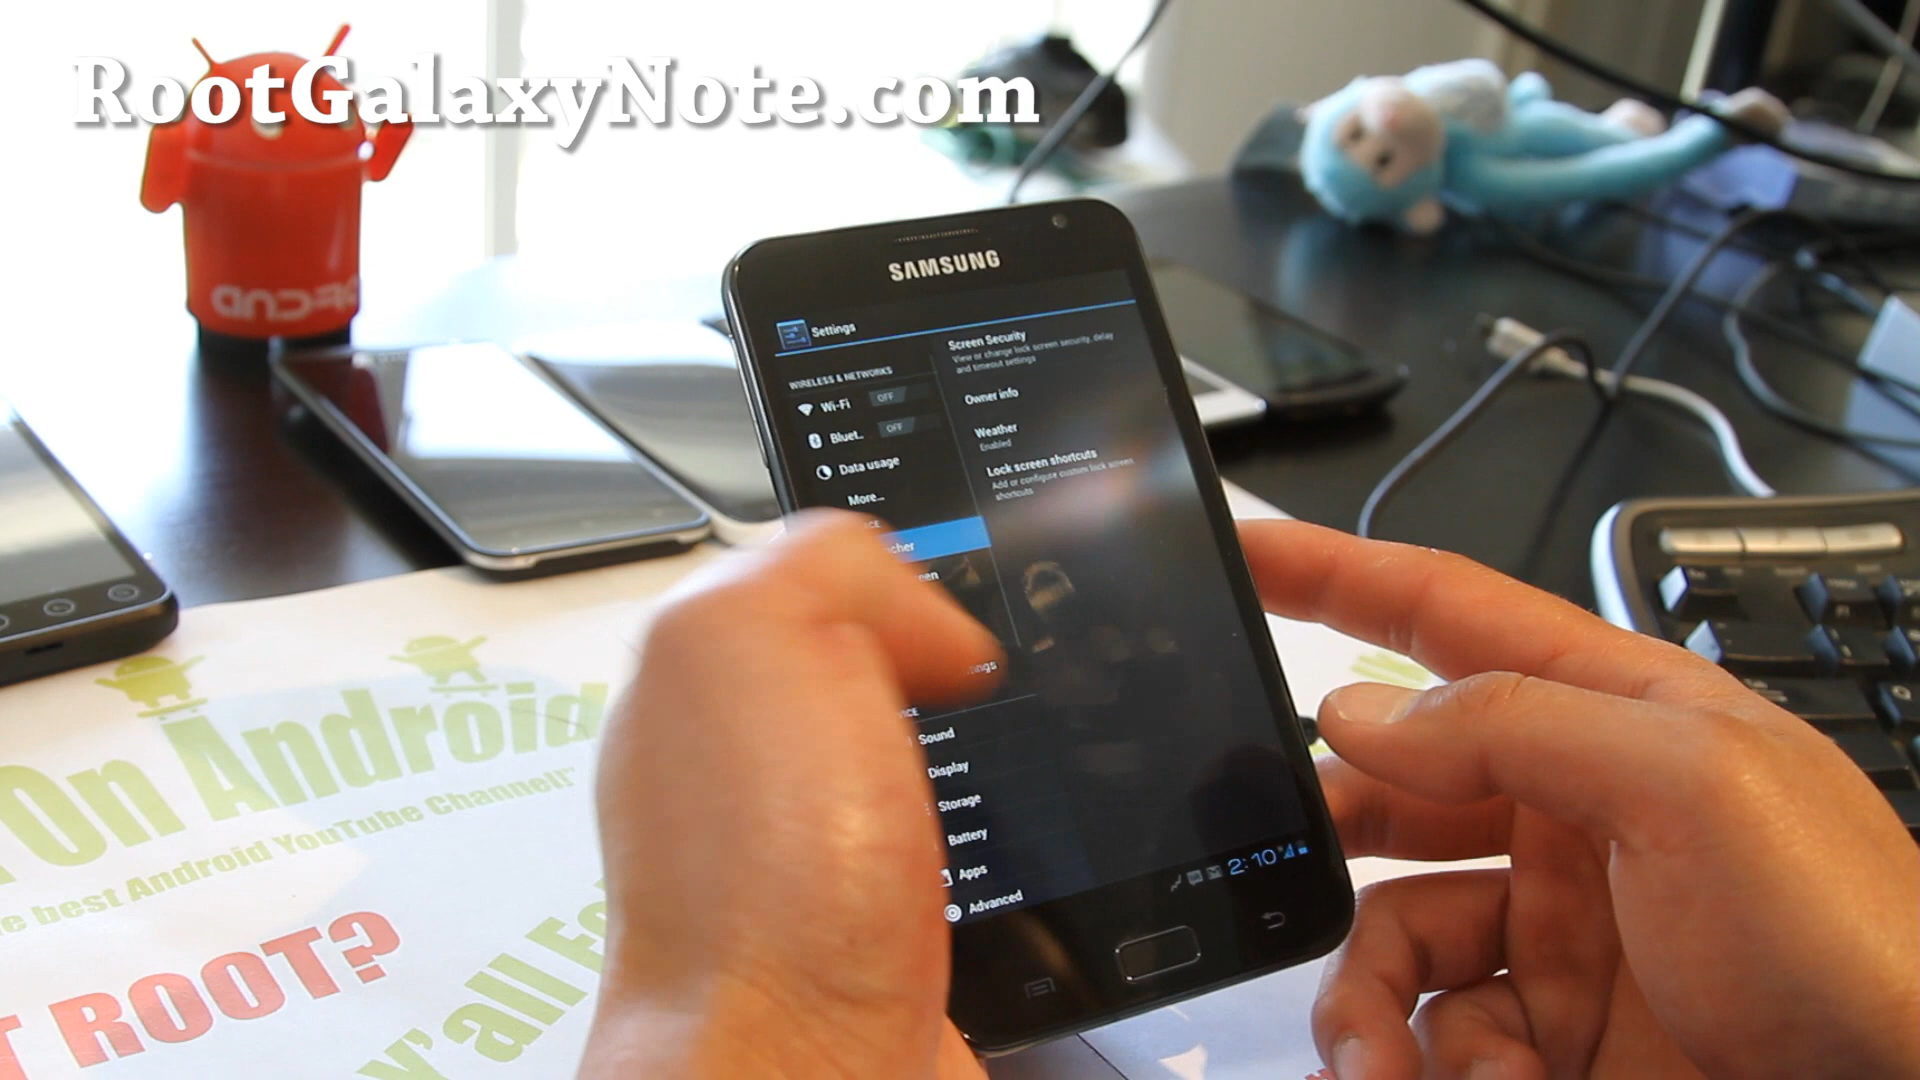 RootGalaxyNote.com
SAMSUNG
Settings
WIRELESS & NETWORKS
Wi-Fi OFF
Bluet.. OFF
Data usage
More...
Screen Security
View or change lock screen security, delay
and timeout settings
Owner info
Weather
Enabled
Lock screen shortcuts
Add or configure custom lock screen
shortcuts
Sound
Display
Storage
Battery
Apps
Advanced
2:10
On Android
best Android YouTube Channel!"
ROOT?
y'all